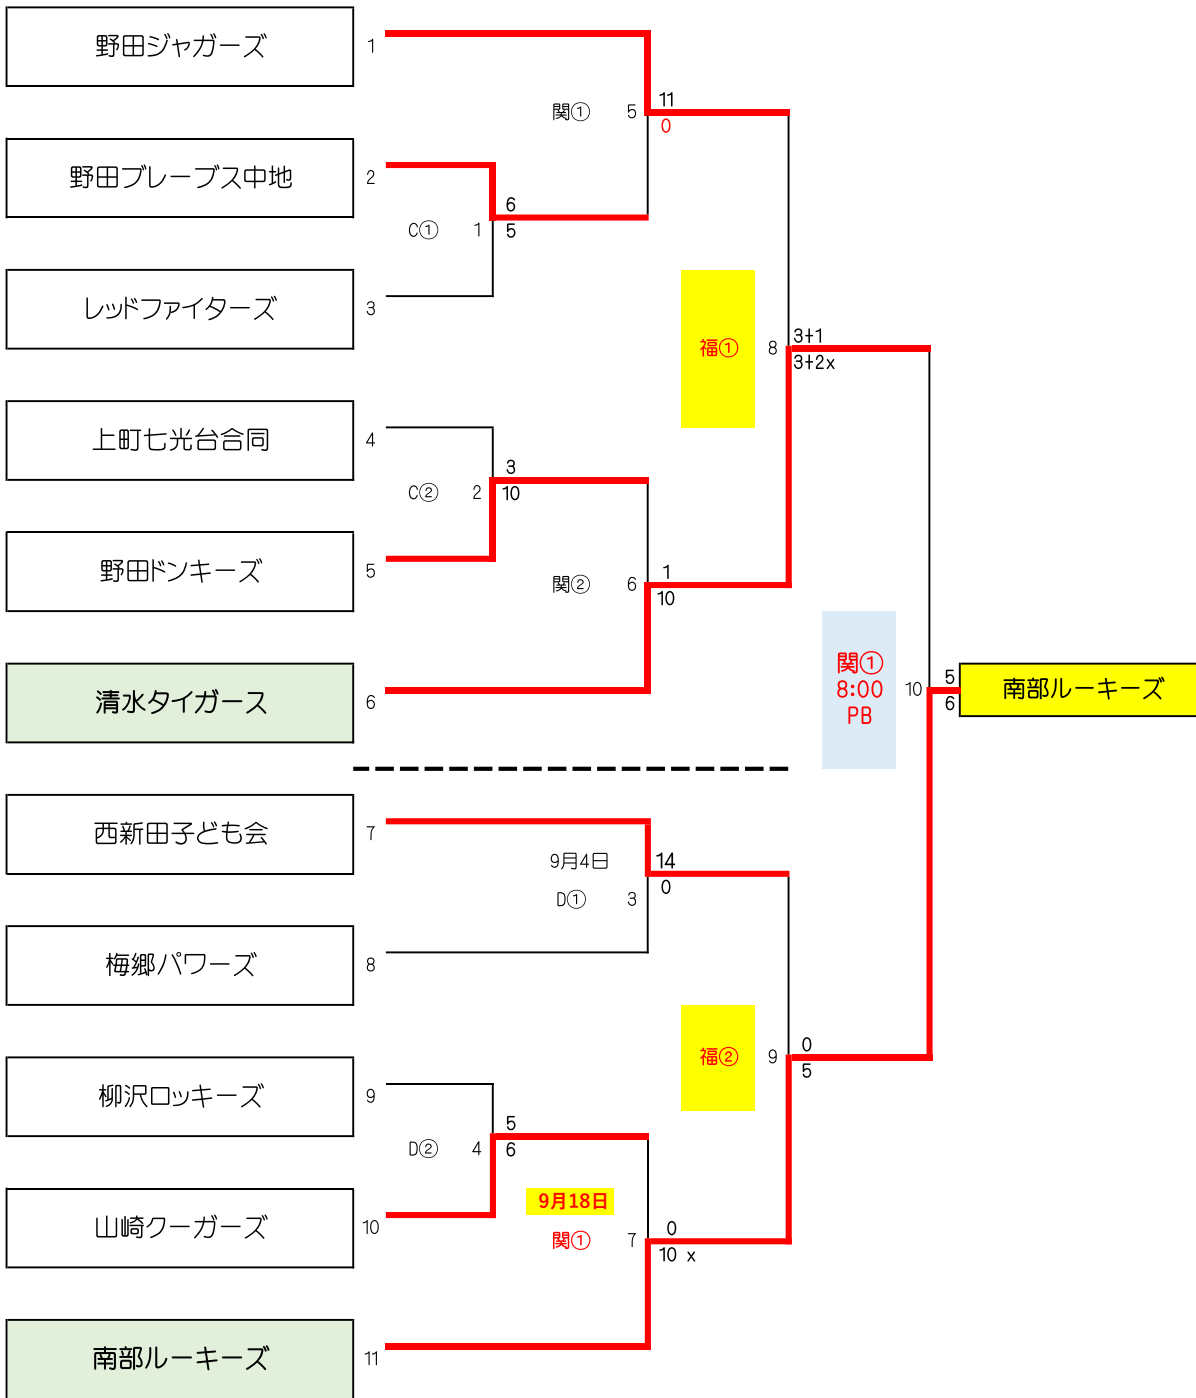 野田ジャガーズ 1
関① 5 11
0
野田ブレーブス中地 2
6
C① 1 5
レッドファイターズ 3
福① 8 3+1
3+2x
上町七光台合同 4
3
C② 2 10
野田ドンキーズ 5
関② 6 1
10
清水タイガース 6
関①
8:00
PB
10 5
6
南部ルーキーズ
西新田子ども会 7
9月4日 14
0
D① 3
梅郷パワーズ 8
福② 9 0
5
柳沢ロッキーズ 9
5
D② 4 6
9月18日
山崎クーガーズ 10
関① 7 0
10 x
南部ルーキーズ 11